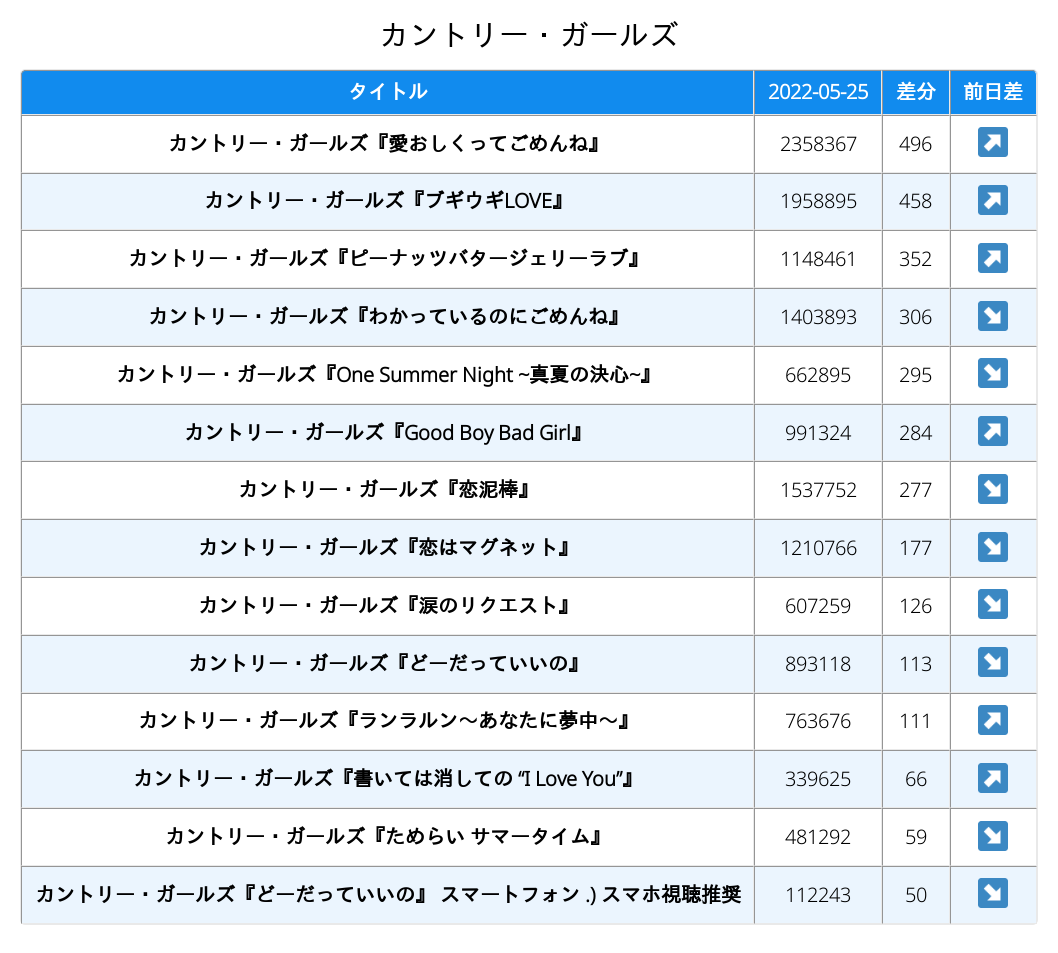 カントリー・ガールズ
タイトル 2022-05-25 差分 前日差
カントリー・ガールズ『愛おしくってごめんね』 2358367 496 ↗
カントリー・ガールズ『ブギウギLOVE』 1958895 458 ↗
カントリー・ガールズ『ピーナッツバタージェリーラブ』 1148461 352 ↗
カントリー・ガールズ『わかっているのにごめんね』 1403893 306 ↘
カントリー・ガールズ『One Summer Night ~真夏の決心~』 662895 295 ↘
カントリー・ガールズ『Good Boy Bad Girl』 991324 284 ↗
カントリー・ガールズ『恋泥棒』 1537752 277 ↘
カントリー・ガールズ『恋はマグネット』 1210766 177 ↘
カントリー・ガールズ『涙のリクエスト』 607259 126 ↘
カントリー・ガールズ『どーだっていいの』 893118 113 ↘
カントリー・ガールズ『ランラルン～あなたに夢中～』 763676 111 ↗
カントリー・ガールズ『書いては消しての “I Love You”』 339625 66 ↗
カントリー・ガールズ『ためらい サマータイム』 481292 59 ↘
カントリー・ガールズ『どーだっていいの』 スマートフォン .) スマホ視聴推奨 112243 50 ↘